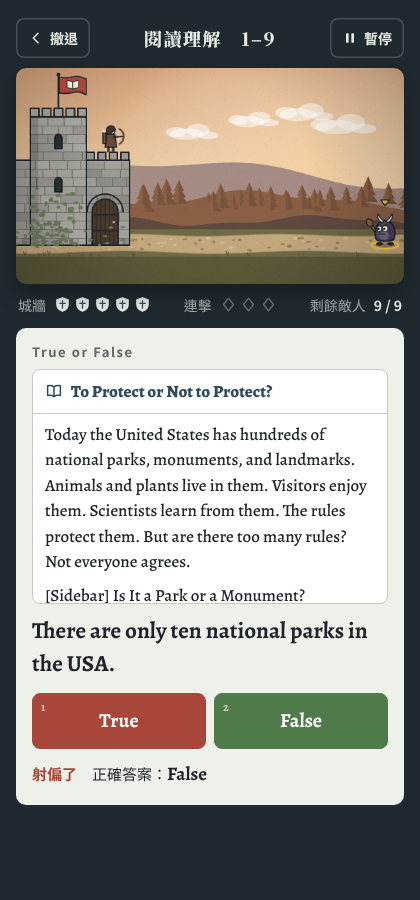 撤退
閱讀理解 1–9
暫停
城牆
連擊
剩餘敵人 9 / 9
True or False
To Protect or Not to Protect?
Today the United States has hundreds of
national parks, monuments, and landmarks.
Animals and plants live in them. Visitors enjoy
them. Scientists learn from them. The rules
protect them. But are there too many rules?
Not everyone agrees.
[Sidebar] Is It a Park or a Monument?
There are only ten national parks in
the USA.
1 True
2 False
射偏了 正確答案：False